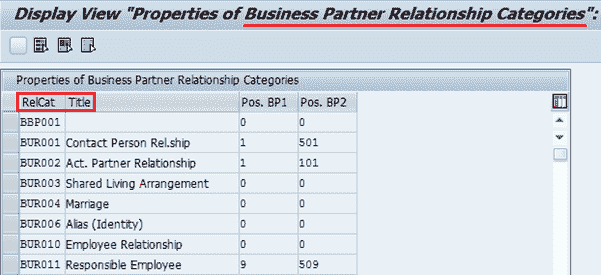 Display View "Properties of Business Partner Relationship Categories":
Properties of Business Partner Relationship Categories
RelCat Title Pos. BP1 Pos. BP2
BBP001 0 0
BUR001 Contact Person Rel.ship 1 501
BUR002 Act. Partner Relationship 1 101
BUR003 Shared Living Arrangement 0 0
BUR004 Marriage 0 0
BUR006 Alias (Identity) 0 0
BUR010 Employee Relationship 0 0
BUR011 Responsible Employee 9 509